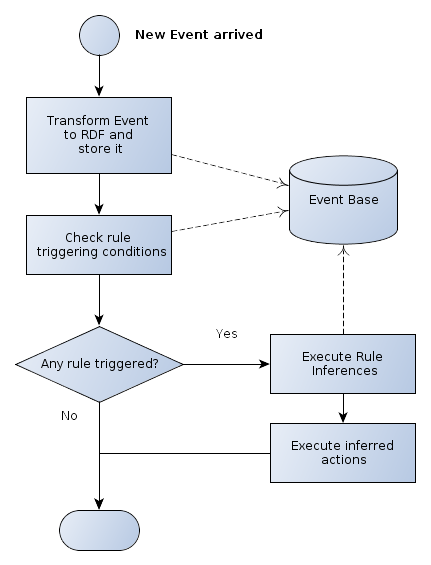 New Event arrived
Transform Event
to RDF and
store it
Event Base
Check rule
triggering conditions
Any rule triggered?
Yes
Execute Rule
Inferences
No
Execute inferred
actions